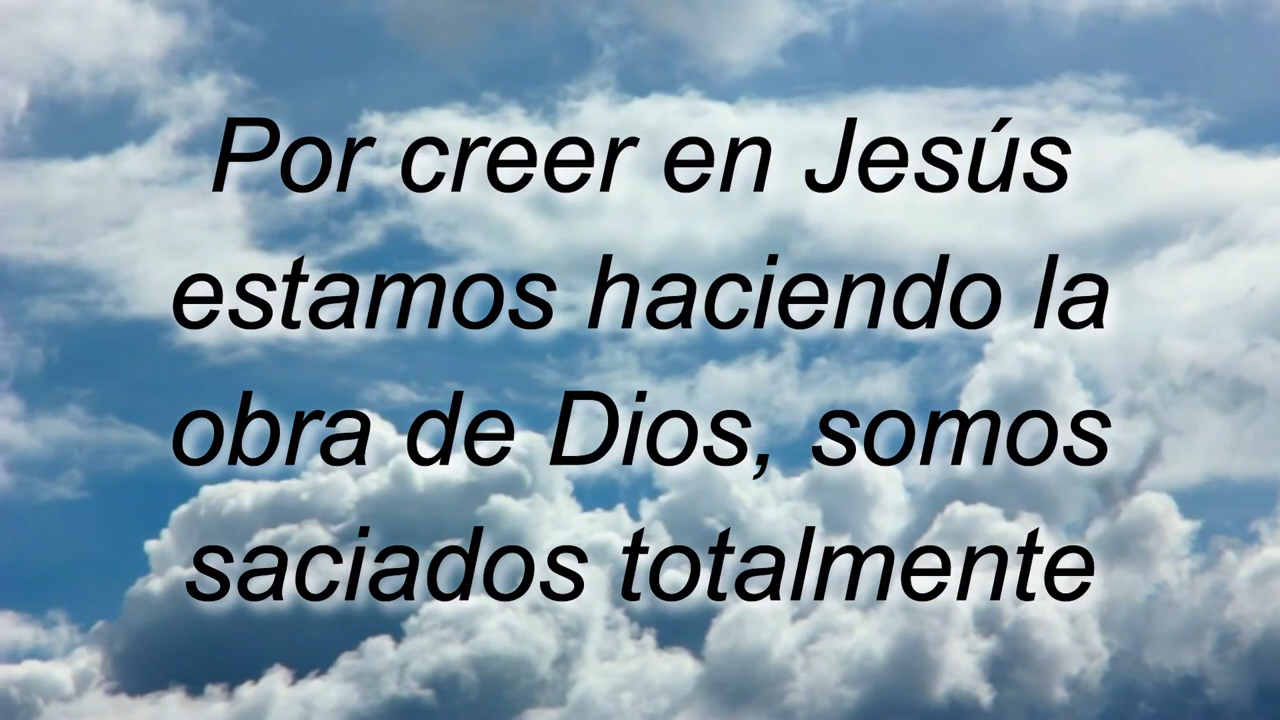 Por creer en Jesús
estamos haciendo la
obra de Dios, somos
saciados totalmente